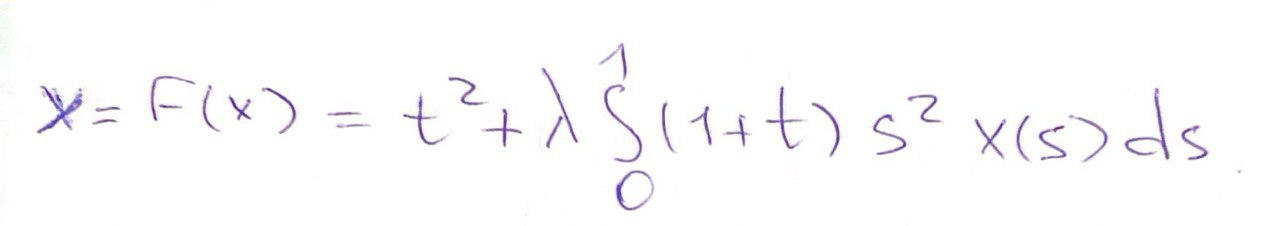 x = F(x) = t² + λ∫₀¹(1+t) s² x(s) ds.